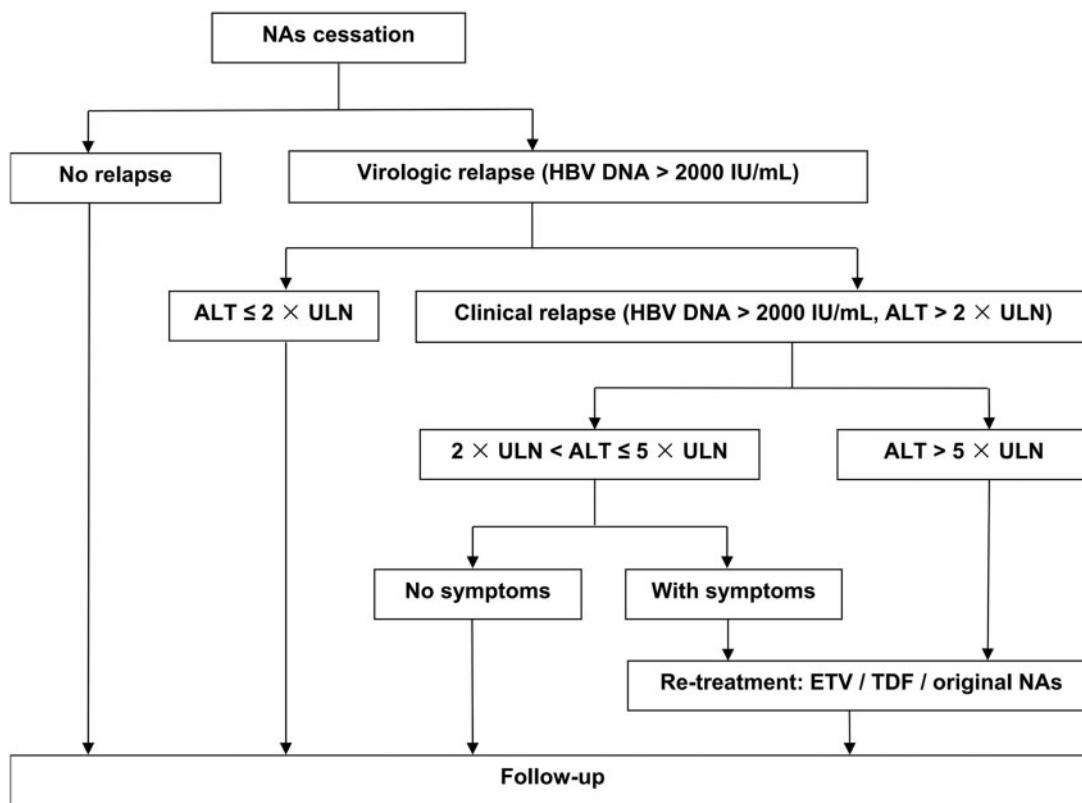 NAs cessation
No relapse
Virologic relapse (HBV DNA > 2000 IU/mL)
ALT ≤ 2 × ULN
Clinical relapse (HBV DNA > 2000 IU/mL, ALT > 2 × ULN)
2 × ULN < ALT ≤ 5 × ULN
ALT > 5 × ULN
No symptoms
With symptoms
Re-treatment: ETV / TDF / original NAs
Follow-up